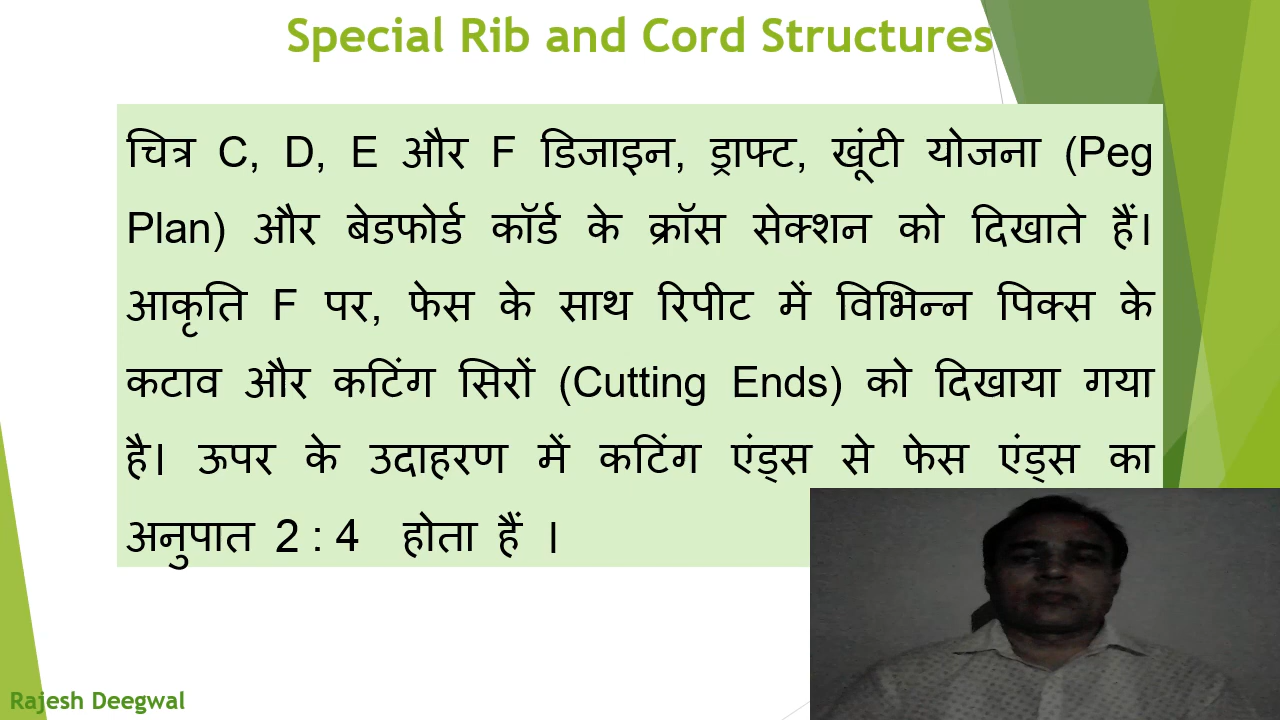 Special Rib and Cord Structures
चित्र C, D, E और F डिजाइन, ड्राफ्ट, खूंटी योजना (Peg
Plan) और बेडफोर्ड कॉर्ड के क्रॉस सेक्शन को दिखाते हैं।
आकृति F पर, फेस के साथ रिपीट में विभिन्न पिक्स के
कटाव और कटिंग सिरों (Cutting Ends) को दिखाया गया
है। ऊपर के उदाहरण में कटिंग एंड्स से फेस एंड्स का
अनुपात 2 : 4 होता हैं ।
Rajesh Deegwal